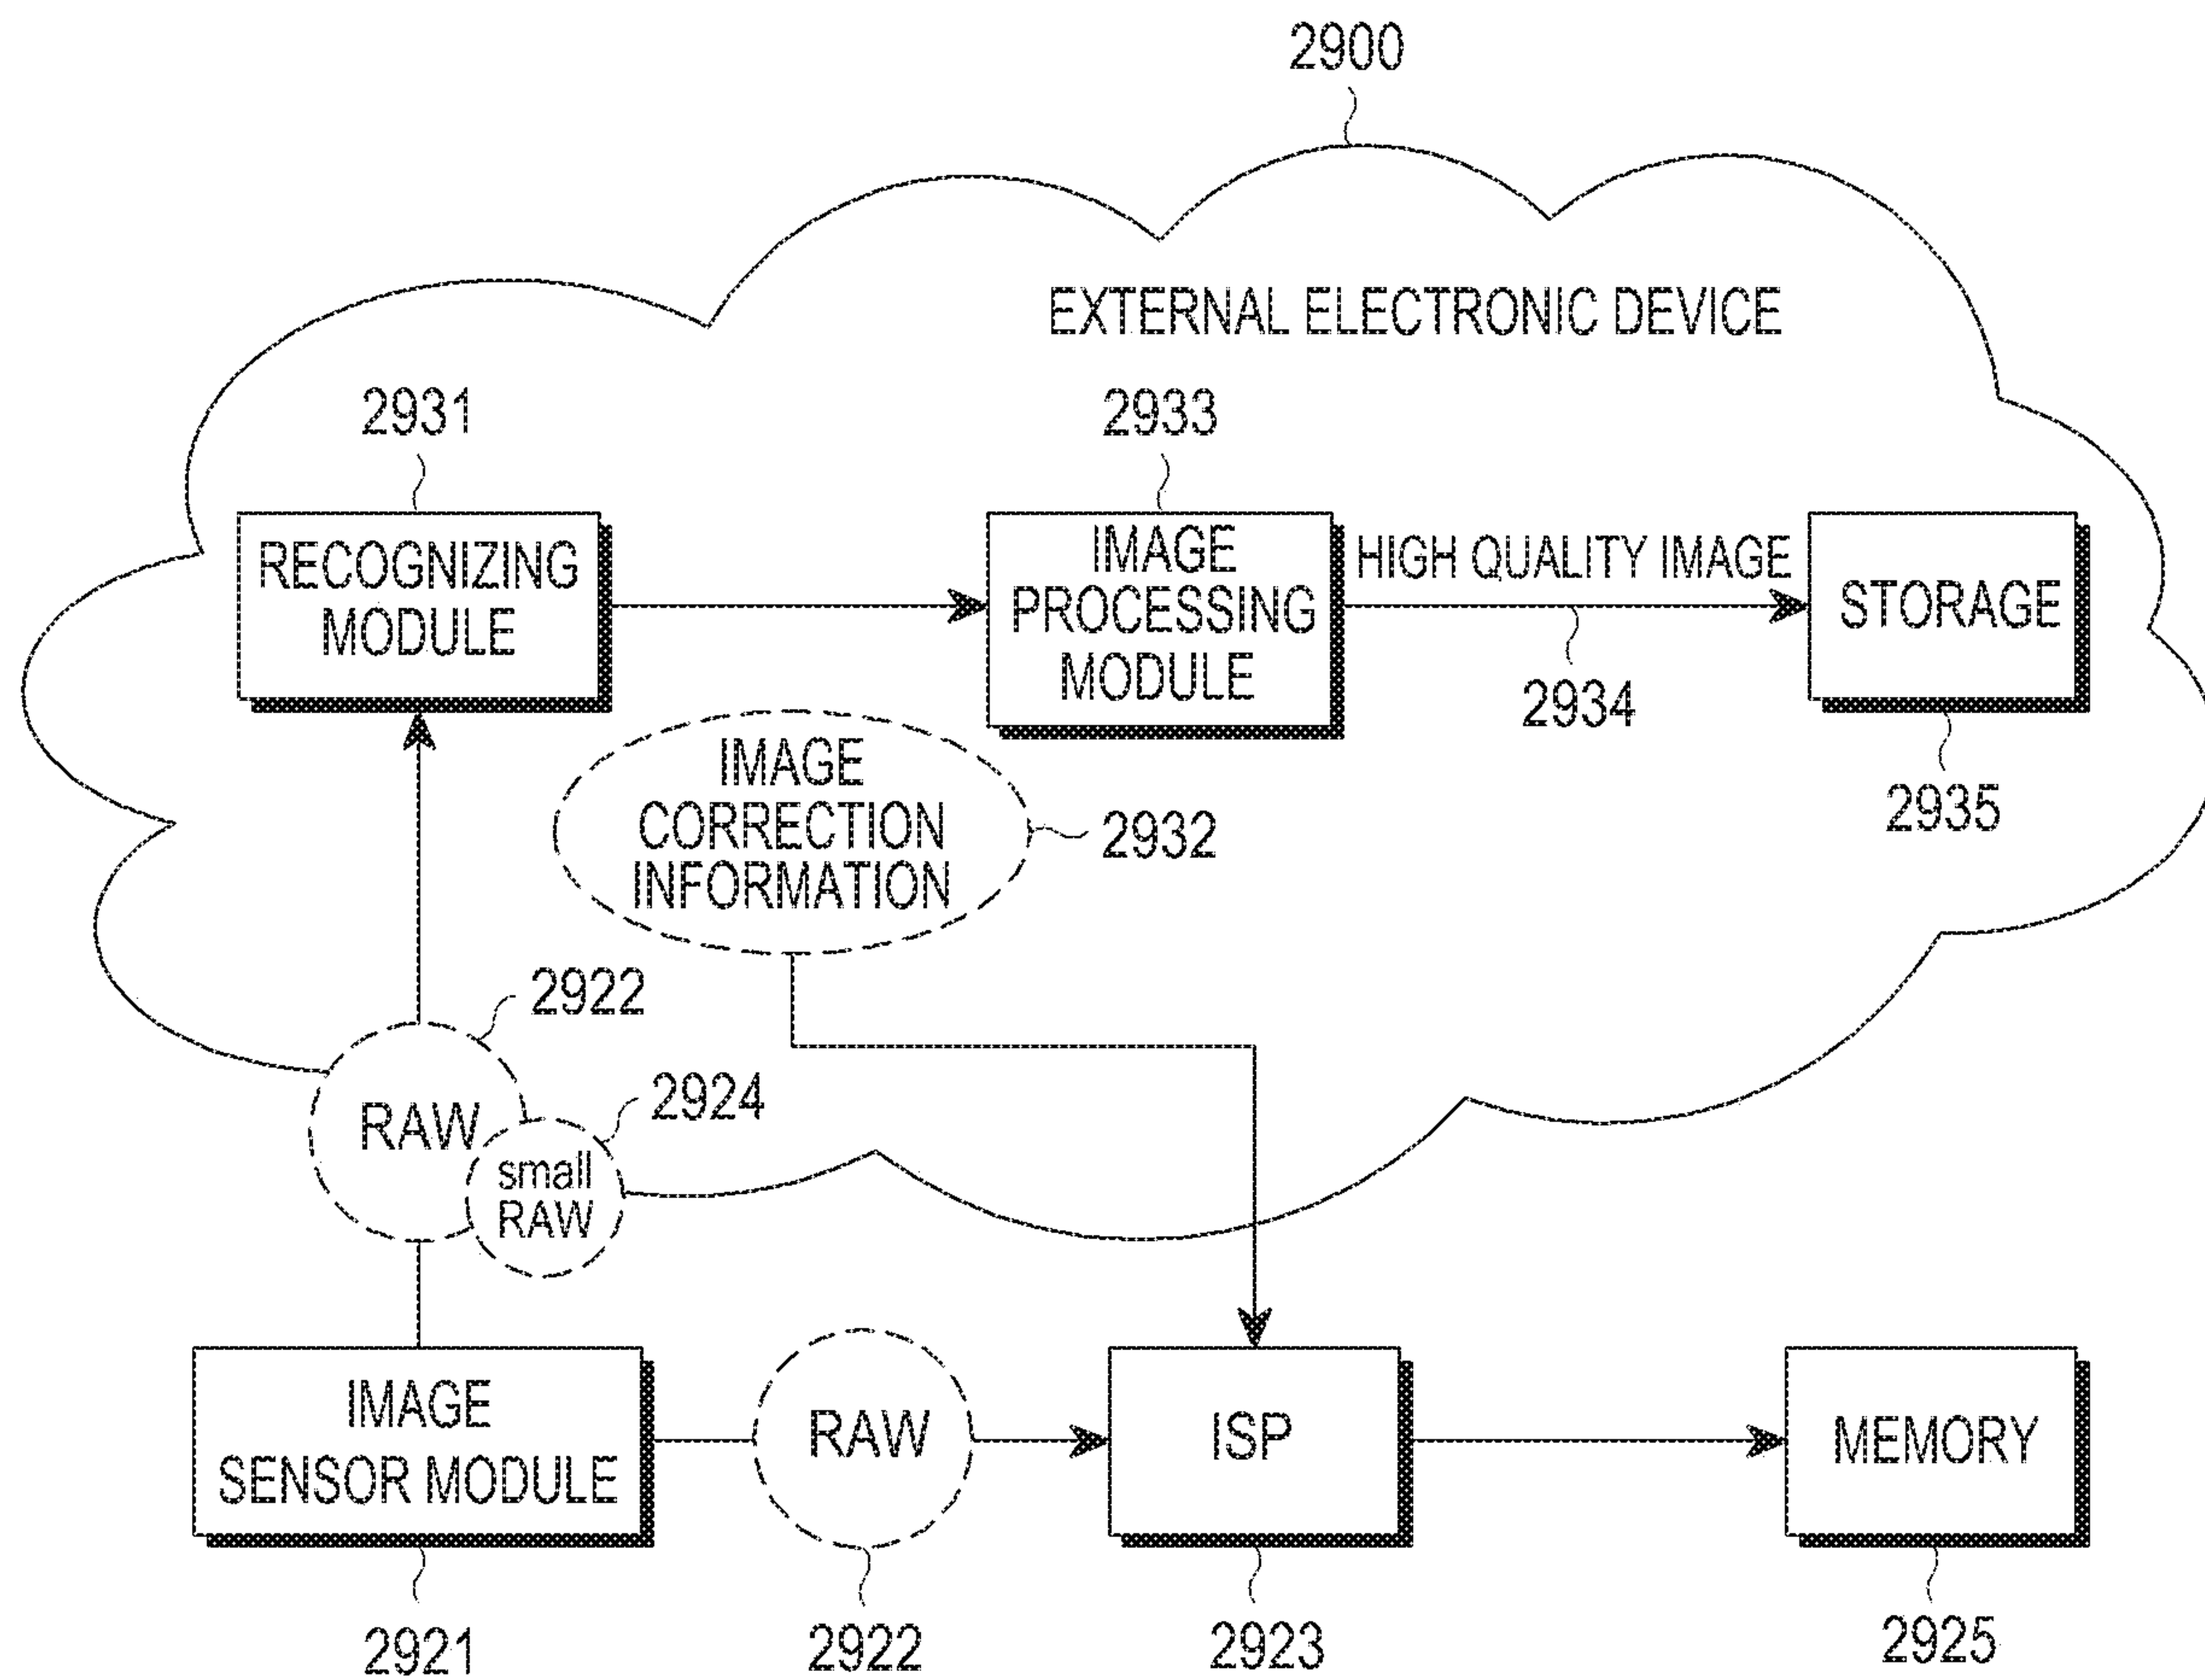 2900
EXTERNAL ELECTRONIC DEVICE
2931
2933
RECOGNIZING
MODULE
IMAGE
PROCESSING
MODULE
HIGH QUALITY IMAGE
2934
STORAGE
2935
IMAGE
CORRECTION
INFORMATION
2932
2922
RAW
2924
small
RAW
IMAGE
SENSOR MODULE
2921
RAW
2922
ISP
2923
MEMORY
2925